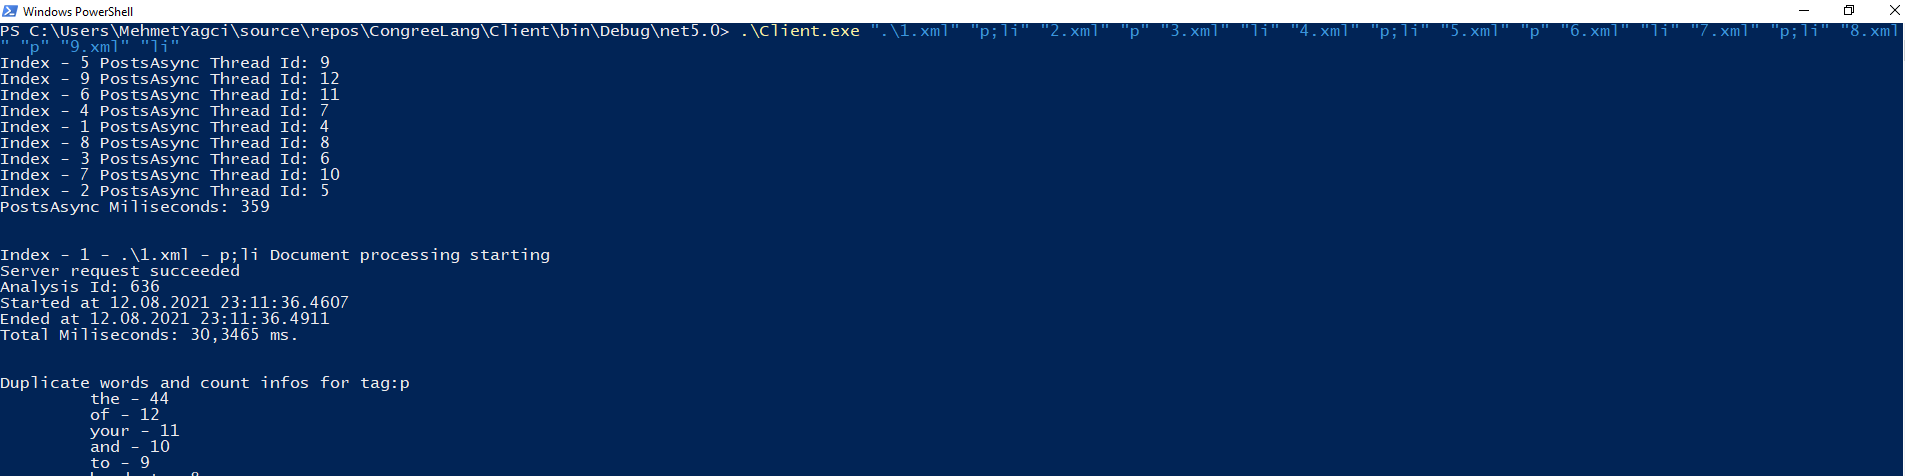 Windows PowerShell
PS C:\Users\MehmetYagci\source\repos\CongreeLang\Client\bin\Debug\net5.0> .\Client.exe ".\1.xml" "p;li" "2.xml" "p" "3.xml" "li" "4.xml" "p;li" "5.xml" "p" "6.xml" "li" "7.xml" "p;li" "8.xml
" "p" "9.xml" "li"
Index - 5 PostsAsync Thread Id: 9
Index - 9 PostsAsync Thread Id: 12
Index - 6 PostsAsync Thread Id: 11
Index - 4 PostsAsync Thread Id: 7
Index - 1 PostsAsync Thread Id: 4
Index - 8 PostsAsync Thread Id: 8
Index - 3 PostsAsync Thread Id: 6
Index - 7 PostsAsync Thread Id: 10
Index - 2 PostsAsync Thread Id: 5
PostsAsync Miliseconds: 359
Index - 1 - .\1.xml - p;li Document processing starting
Server request succeeded
Analysis Id: 636
Started at 12.08.2021 23:11:36.4607
Ended at 12.08.2021 23:11:36.4911
Total Miliseconds: 30,3465 ms.
Duplicate words and count infos for tag:p
the - 44
of - 12
your - 11
and - 10
to - 9